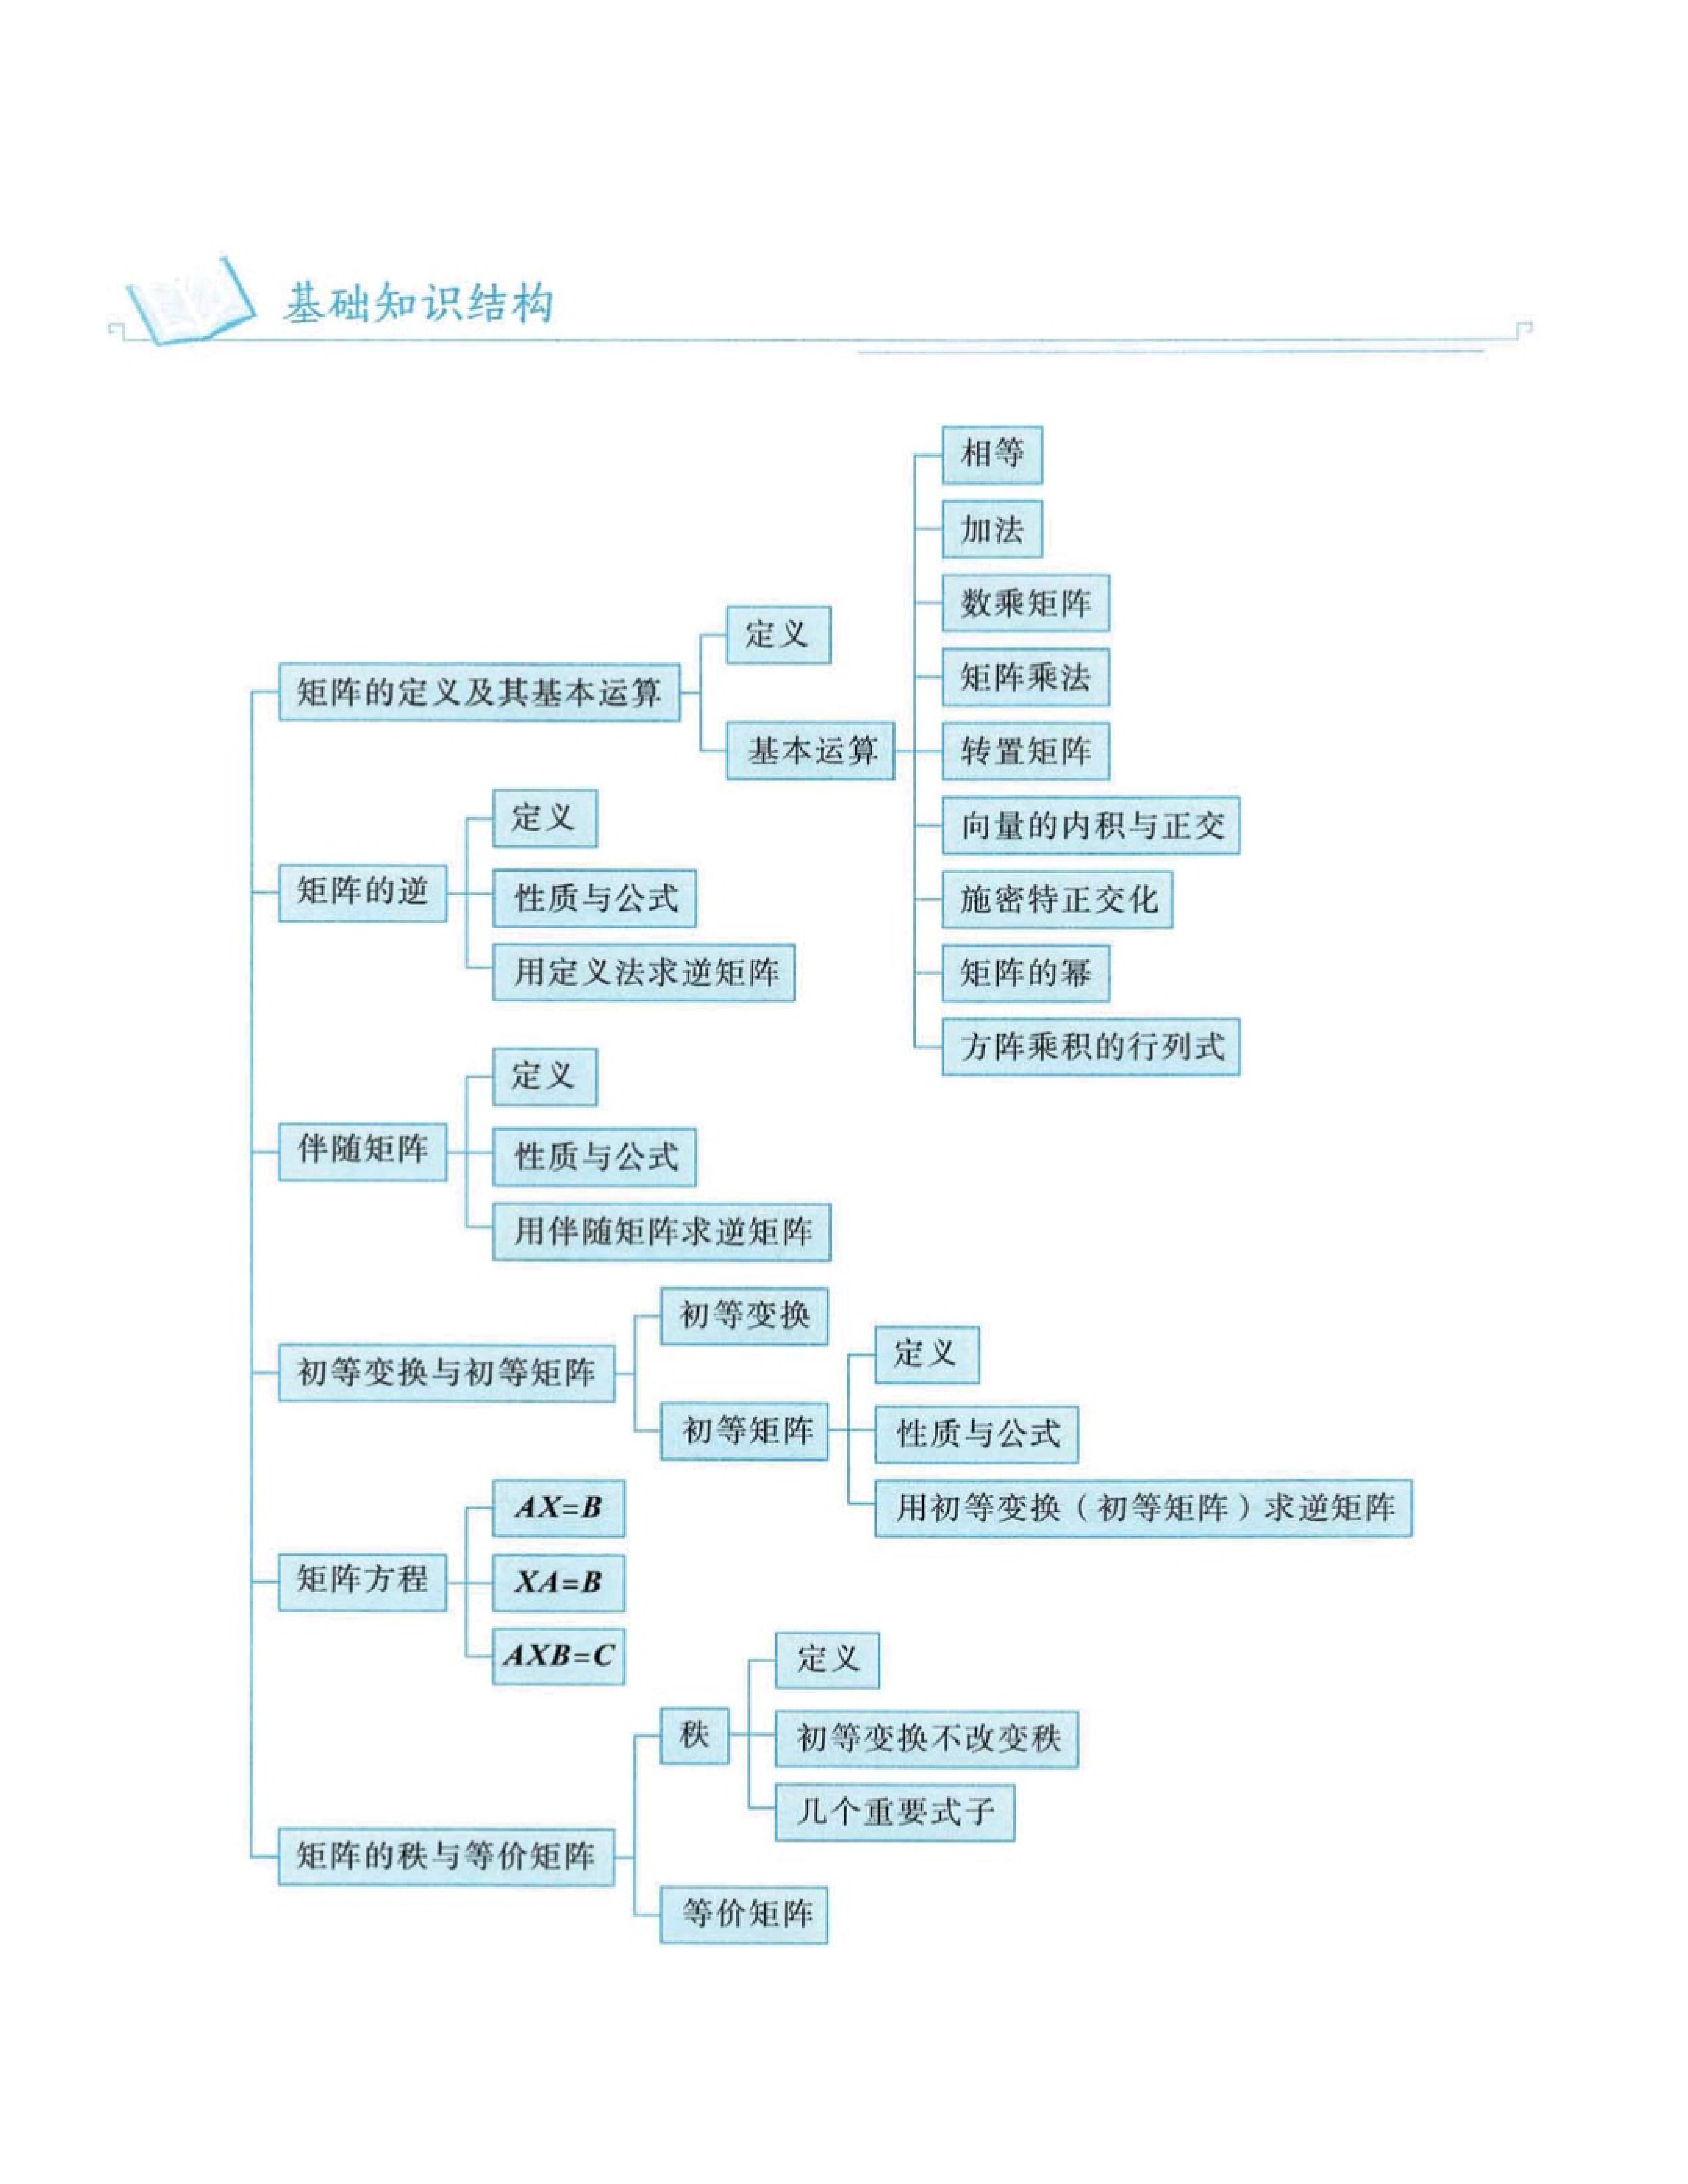 基础知识结构
矩阵的定义及其基本运算
定义
基本运算
相等
加法
数乘矩阵
矩阵乘法
转置矩阵
向量的内积与正交
施密特正交化
矩阵的幂
方阵乘积的行列式
矩阵的逆
定义
性质与公式
用定义法求逆矩阵
伴随矩阵
定义
性质与公式
用伴随矩阵求逆矩阵
初等变换与初等矩阵
初等变换
初等矩阵
定义
性质与公式
用初等变换（初等矩阵）求逆矩阵
矩阵方程
AX=B
XA=B
AXB=C
矩阵的秩与等价矩阵
秩
定义
初等变换不改变秩
几个重要式子
等价矩阵